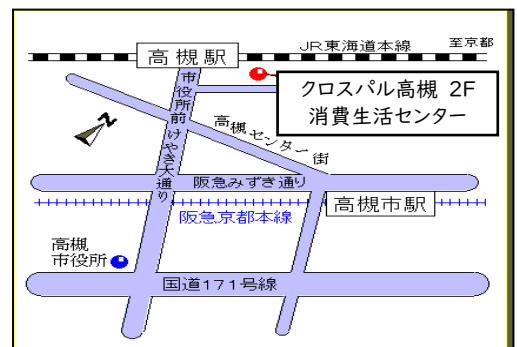 JR東海道本線
至京都
高槻駅
クロスパル高槻 2F
消費生活センター
市役所前けやき大通り
高槻センター街
N
阪急みずき通り
高槻市駅
阪急京都本線
高槻
市役所
国道171号線